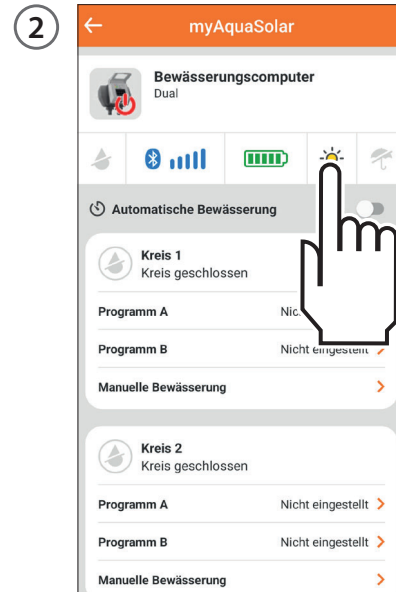 2
myAquaSolar
Bewässerungscomputer
Dual
Automatische Bewässerung
Kreis 1
Kreis geschlossen
Programm A
Programm B Nicht eingestellt
Manuelle Bewässerung
Kreis 2
Kreis geschlossen
Programm A Nicht eingestellt
Programm B Nicht eingestellt
Manuelle Bewässerung